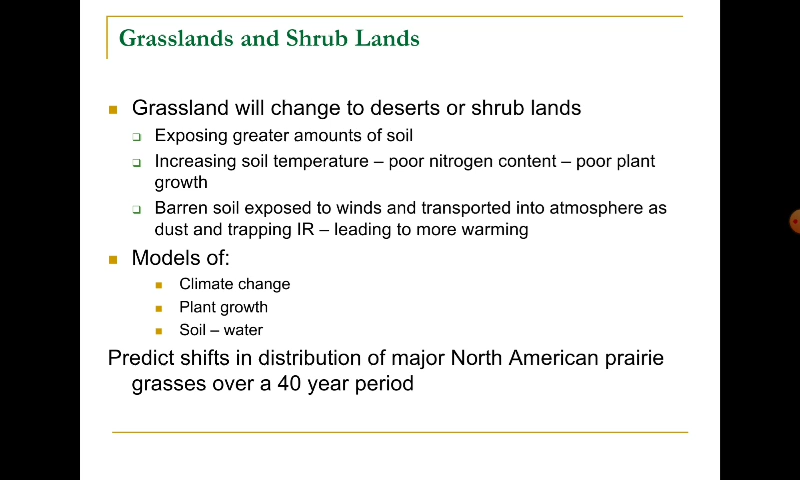 Grasslands and Shrub Lands
Grassland will change to deserts or shrub lands
Exposing greater amounts of soil
Increasing soil temperature – poor nitrogen content – poor plant
growth
Barren soil exposed to winds and transported into atmosphere as
dust and trapping IR – leading to more warming
Models of:
Climate change
Plant growth
Soil – water
Predict shifts in distribution of major North American prairie
grasses over a 40 year period